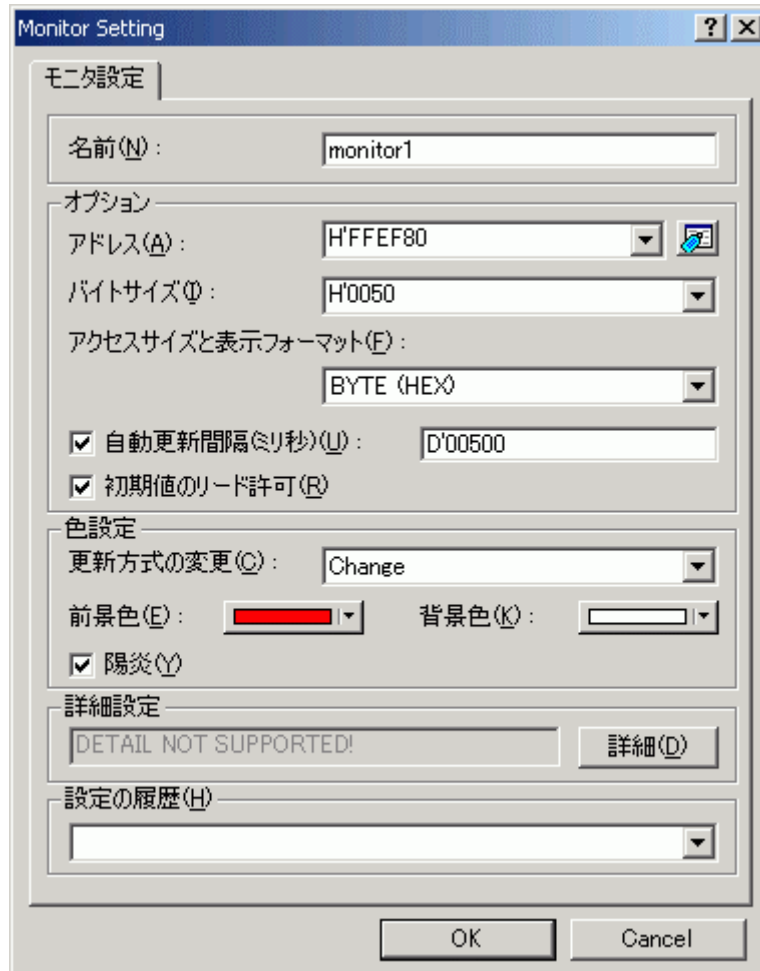 Monitor Setting
モニタ設定
名前(N) : monitor1
オプション
アドレス(A) : H'FFEF80
バイトサイズ(I) : H'0050
アクセスサイズと表示フォーマット(F) :
BYTE (HEX)
自動更新間隔(ミリ秒)(U) : D'00500
初期値のリード許可(R)
色設定
更新方式の変更(C) : Change
前景色(E) : 背景色(K) :
陽炎(Y)
詳細設定
DETAIL NOT SUPPORTED! 詳細(D)
設定の履歴(H)
OK Cancel